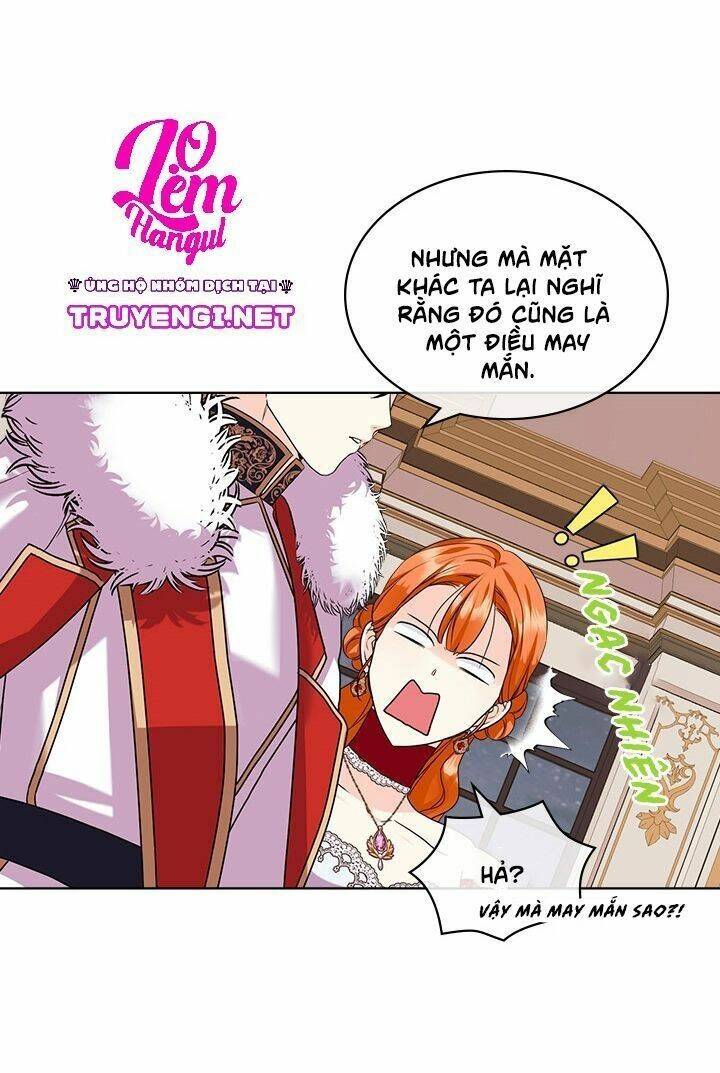 Lo
Lem
Hangul
ỦNG HỘ NHÓM DỊCH TẠI
TRUYENGI.NET
NHƯNG MÀ MẶT
KHÁC TA LẠI NGHĨ
RẰNG ĐÓ CŨNG LÀ
MỘT ĐIỀU MAY
MẮN.
!!
NGẠC NHIÊN
HẢ?
VẬY MÀ MAY MẮN SAO?!